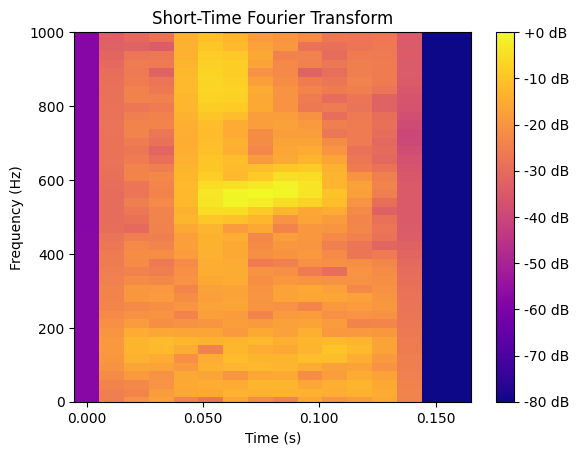 Short-Time Fourier Transform
1000
800
600
400
200
0
Frequency (Hz)
0.000
0.050
0.100
0.150
Time (s)
+0 dB
-10 dB
-20 dB
-30 dB
-40 dB
-50 dB
-60 dB
-70 dB
-80 dB